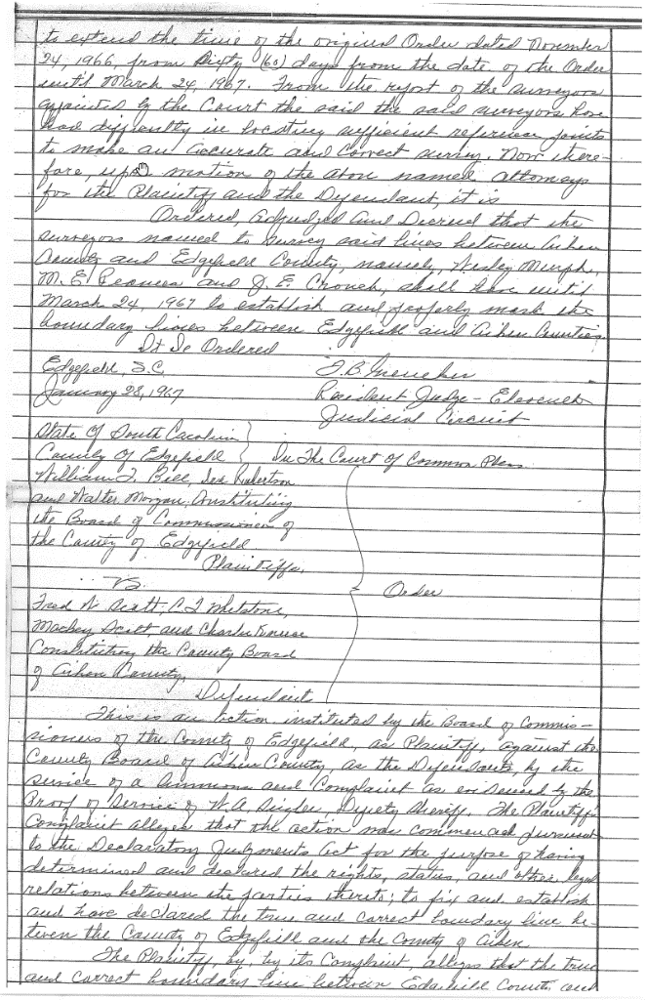 to extend the time of the original Order dated November
24, 1966, from Sixty (60) days from the date of the Order
until March 24, 1967. From the report of the surveyors
appointed by the Court the said the said surveyors have
had difficulty in locating sufficient reference points
to make an accurate and correct survey. Now there-
fore, upon motion of the above named attorneys
for the Plaintiff and the Defendant, it is
Ordered, adjudged and Decreed that the
surveyors named to survey said lines between Aiken
County and Edgefield County, namely, Wesley Murph,
M. E. and J. E. Crouch, shall have until
March 24, 1967 to establish and properly mark the
boundary lines between Edgefield and Aiken Counties.
It Is Ordered
Edgefield, S.C. T. B. Greneker
January 28, 1967 Resident Judge - Eleventh
Judicial Circuit
State Of South Carolina
County Of Edgefield In The Court Of Common Pleas
William T. Bell, Robertson
and Walter Morgan, Constituting
the Board of Commissioners of
the County of Edgefield
Plaintiffs,
vs. Order
Fred W. Scott, C. T. Whetstone,
Mackey Scott and Charlie
Constituting the County Board
of Aiken County,
Defendants
This is an action instituted by the Board of Commis-
sioners of the County of Edgefield, as Plaintiff, against the
County Board of Aiken County, as the Defendants, by the
service of a Summons and Complaint as evidenced by the
Proof of Service of W. A. Deputy Sheriff. The Plaintiff's
Complaint alleges that the action was commenced pursuant
to the Declaratory Judgments Act for the purpose of having
determined and declared the rights, status, and other legal
relations between the parties thereto; to fix and establish
and have declared the true and correct boundary line be-
tween the County of Edgefield and the County of Aiken.
The Plaintiff, by, by its Complaint, alleges that the true
and correct boundary line between Edgefield County and